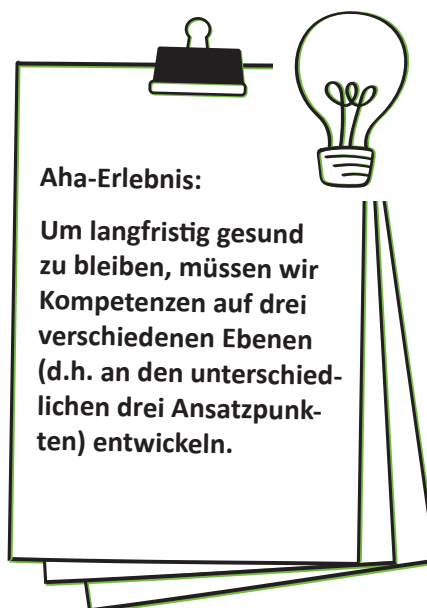 Aha-Erlebnis:
Um langfristig gesund
zu bleiben, müssen wir
Kompetenzen auf drei
verschiedenen Ebenen
(d.h. an den unterschied-
lichen drei Ansatzpunk-
ten) entwickeln.